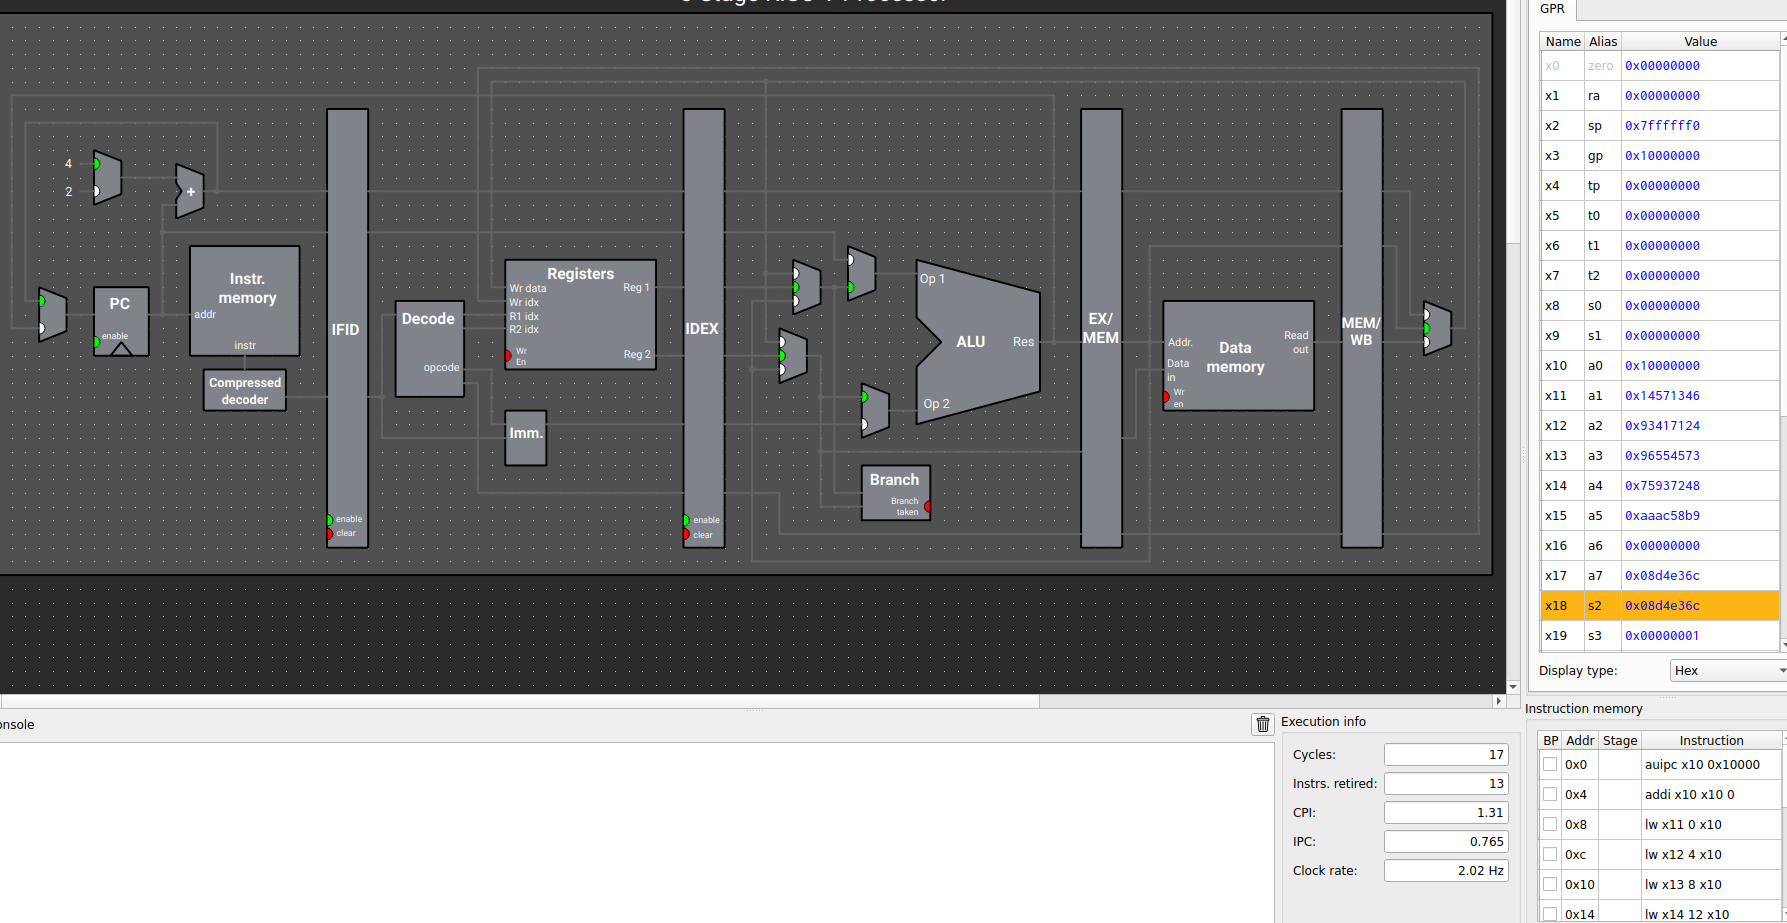 GPR
Name Alias Value
x0 zero 0x00000000
x1 ra 0x00000000
x2 sp 0x7ffffff0
x3 gp 0x10000000
x4 tp 0x00000000
x5 t0 0x00000000
x6 t1 0x00000000
x7 t2 0x00000000
x8 s0 0x00000000
x9 s1 0x00000000
x10 a0 0x10000000
x11 a1 0x14571346
x12 a2 0x93417124
x13 a3 0x96554573
x14 a4 0x75937248
x15 a5 0xaaac58b9
x16 a6 0x00000000
x17 a7 0x08d4e36c
x18 s2 0x08d4e36c
x19 s3 0x00000001
Display type: Hex
4
2
+
PC
enable
Instr.
memory
addr
instr
Compressed
decoder
IFID
enable
clear
Decode
opcode
Registers
Wr data
Wr idx
R1 idx
R2 idx
Wr
En
Reg 1
Reg 2
Imm.
IDEX
enable
clear
Op 1
ALU
Res
Op 2
Branch
Branch
taken
EX/
MEM
Addr.
Data
in
Wr
en
Data
memory
Read
out
MEM/
WB
onsole
Execution info
Cycles: 17
Instrs. retired: 13
CPI: 1.31
IPC: 0.765
Clock rate: 2.02 Hz
Instruction memory
BP Addr Stage Instruction
0x0 auipc x10 0x10000
0x4 addi x10 x10 0
0x8 lw x11 0 x10
0xc lw x12 4 x10
0x10 lw x13 8 x10
0x14 lw x14 12 x10